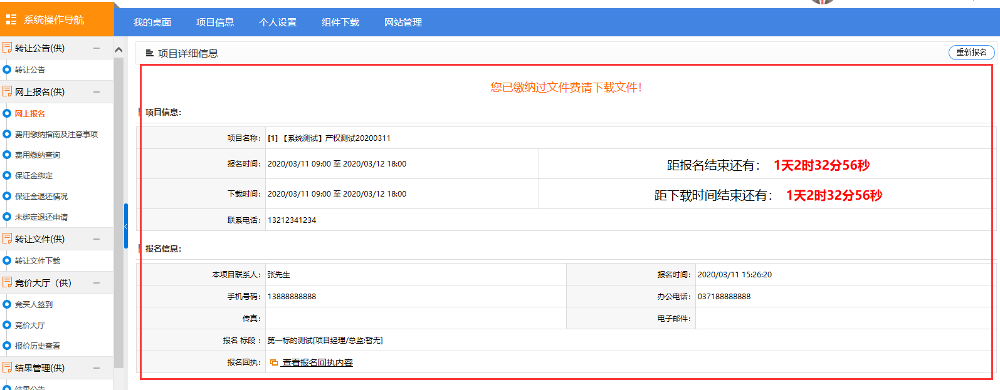 系统操作导航
我的桌面 项目信息 个人设置 组件下载 网站管理
转让公告(供)
转让公告
网上报名(供)
网上报名
费用缴纳指南及注意事项
费用缴纳查询
保证金绑定
保证金退还情况
未绑定退还申请
转让文件(供)
转让文件下载
竞价大厅（供）
竞买人签到
竞价大厅
报价历史查看
结果管理(供)
结果公告
项目详细信息
重新报名
您已缴纳过文件费请下载文件！
项目信息：
项目名称： [1] 【系统测试】产权测试20200311
报名时间： 2020/03/11 09:00 至 2020/03/12 18:00 距报名结束还有： 1天2时32分56秒
下载时间： 2020/03/11 09:00 至 2020/03/12 18:00 距下载时间结束还有： 1天2时32分56秒
联系电话： 13212341234
报名信息：
本项目联系人： 张先生 报名时间： 2020/03/11 15:26:20
手机号码： 13888888888 办公电话： 037188888888
传真： 电子邮件：
报名 标段 ： 第一标的测试[项目经理/总监:暂无]
报名回执： 查看报名回执内容